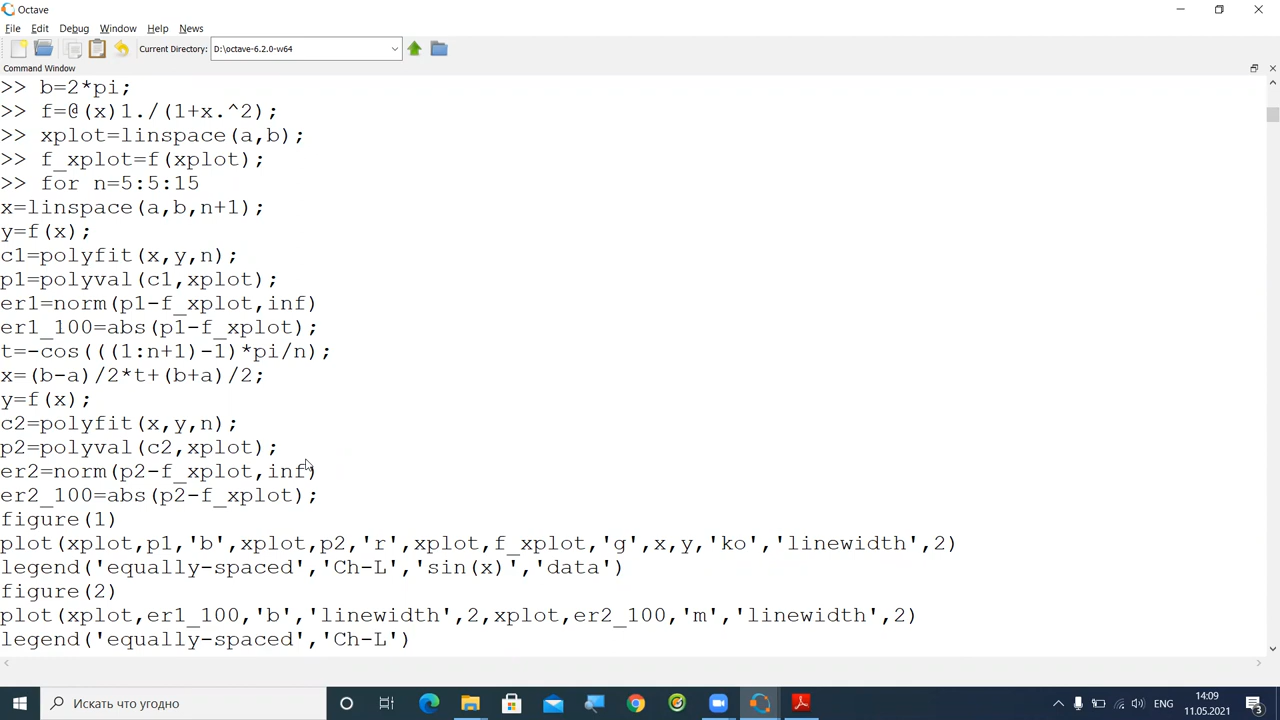 Octave
File Edit Debug Window Help News
Current Directory: D:\octave-6.2.0-w64
Command Window
>> b=2*pi;
>> f=@(x)1./(1+x.^2);
>> xplot=linspace(a,b);
>> f_xplot=f(xplot);
>> for n=5:5:15
x=linspace(a,b,n+1);
y=f(x);
c1=polyfit(x,y,n);
p1=polyval(c1,xplot);
er1=norm(p1-f_xplot,inf)
er1_100=abs(p1-f_xplot);
t=-cos(((1:n+1)-1)*pi/n);
x=(b-a)/2*t+(b+a)/2;
y=f(x);
c2=polyfit(x,y,n);
p2=polyval(c2,xplot);
er2=norm(p2-f_xplot,inf)
er2_100=abs(p2-f_xplot);
figure(1)
plot(xplot,p1,'b',xplot,p2,'r',xplot,f_xplot,'g',x,y,'ko','linewidth',2)
legend('equally-spaced','Ch-L','sin(x)','data')
figure(2)
plot(xplot,er1_100,'b','linewidth',2,xplot,er2_100,'m','linewidth',2)
legend('equally-spaced','Ch-L')
Искать что угодно
ENG
14:09
11.05.2021
3